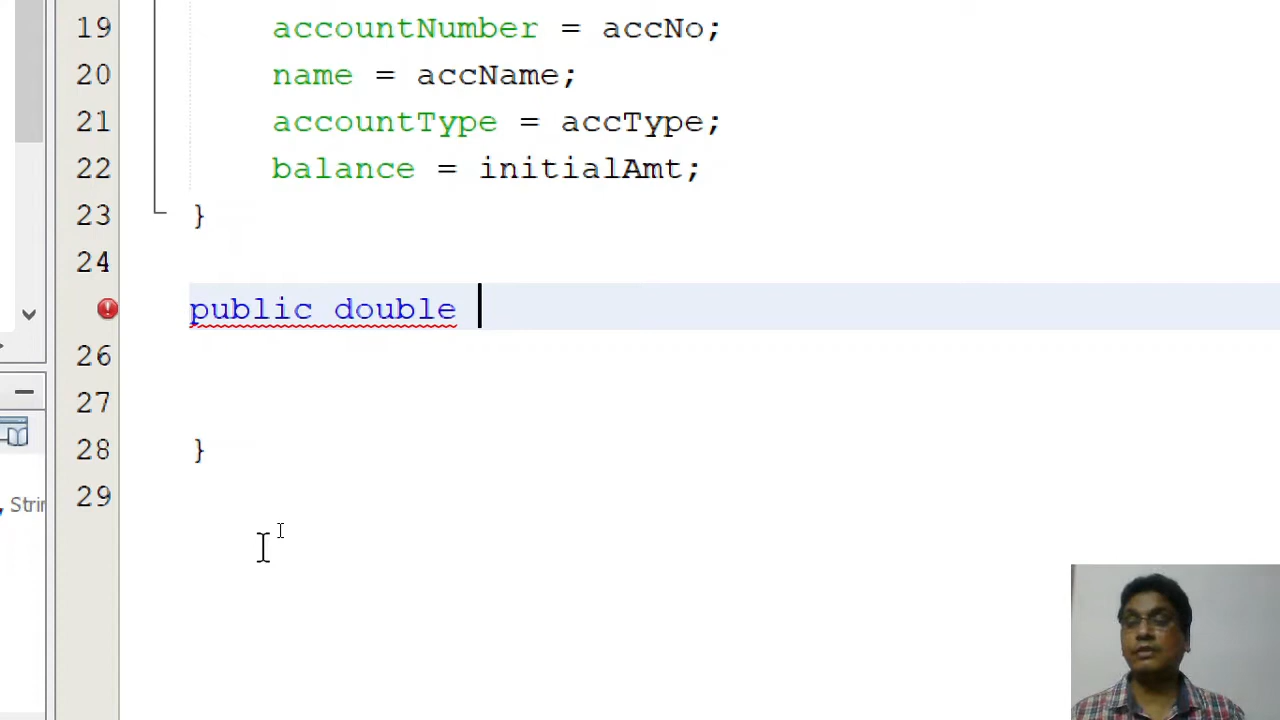 19 accountNumber = accNo;
20 name = accName;
21 accountType = accType;
22 balance = initialAmt;
23 }
24
public double
26
27
28 }
29